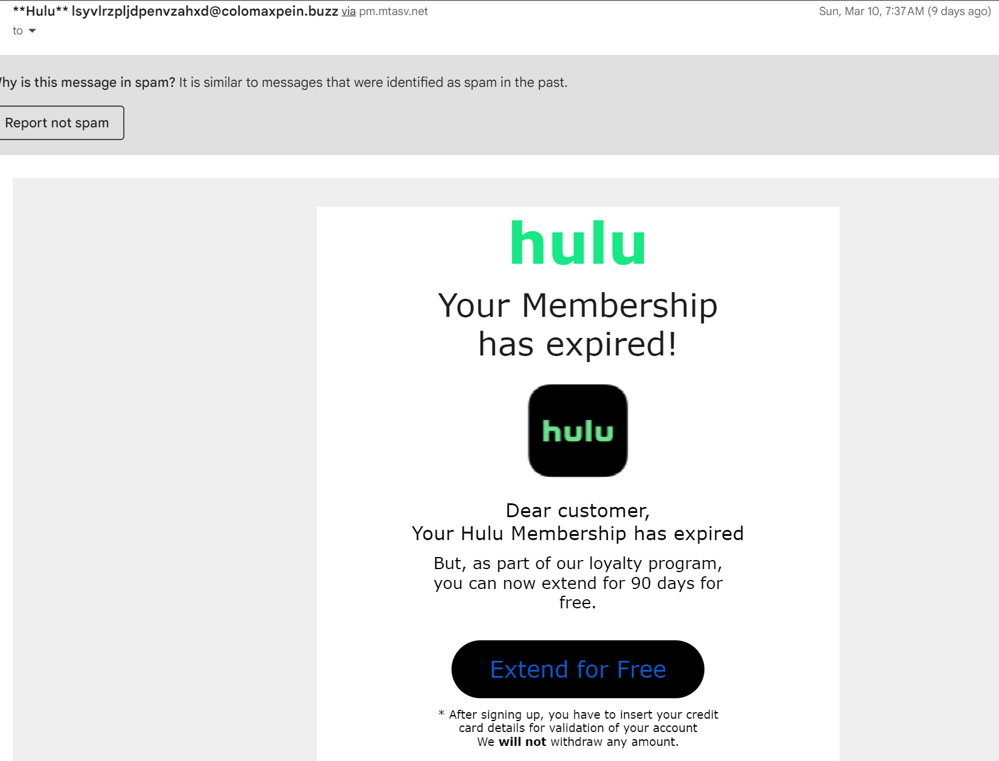 **Hulu** lsyvlrzpljdpenvzahxd@colomaxpein.buzz via pm.mtasv.net
Sun, Mar 10, 7:37 AM (9 days ago)
to
hy is this message in spam? It is similar to messages that were identified as spam in the past.
Report not spam
hulu
Your Membership
has expired!
hulu
Dear customer,
Your Hulu Membership has expired
But, as part of our loyalty program,
you can now extend for 90 days for
free.
Extend for Free
* After signing up, you have to insert your credit
card details for validation of your account
We will not withdraw any amount.